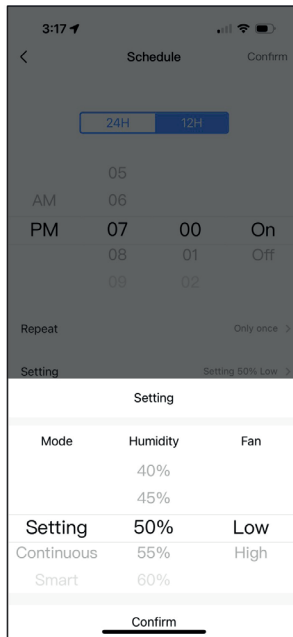 3:17
Schedule Confirm
24H 12H
05
AM 06
PM 07 00 On
08 01 Off
09 02
Repeat Only once >
Setting Setting 50% Low >
Setting
Mode Humidity Fan
40%
45%
Setting 50% Low
Continuous 55% High
Smart 60%
Confirm